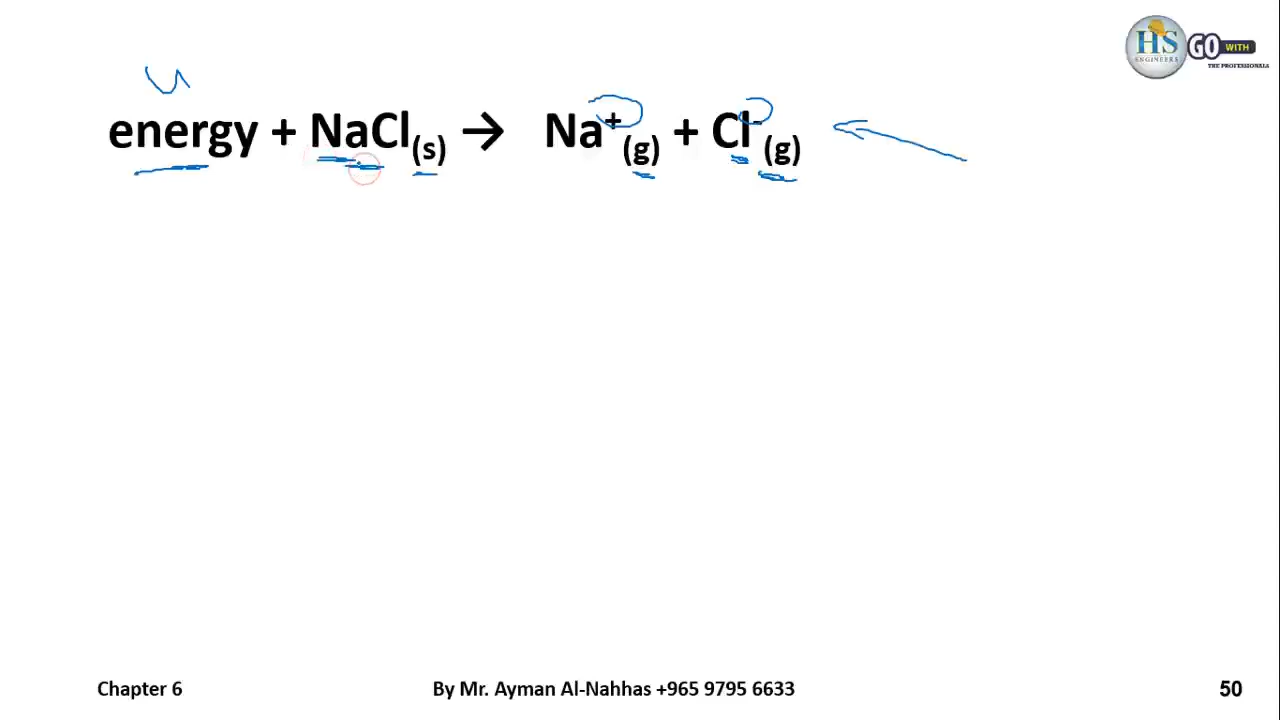 HS
ENGINEERS
GO WITH
THE PROFESSIONALS
U
energy + NaCl(s) → Na⁺(g) + Cl⁻(g)
Chapter 6
By Mr. Ayman Al-Nahhas +965 9795 6633
50